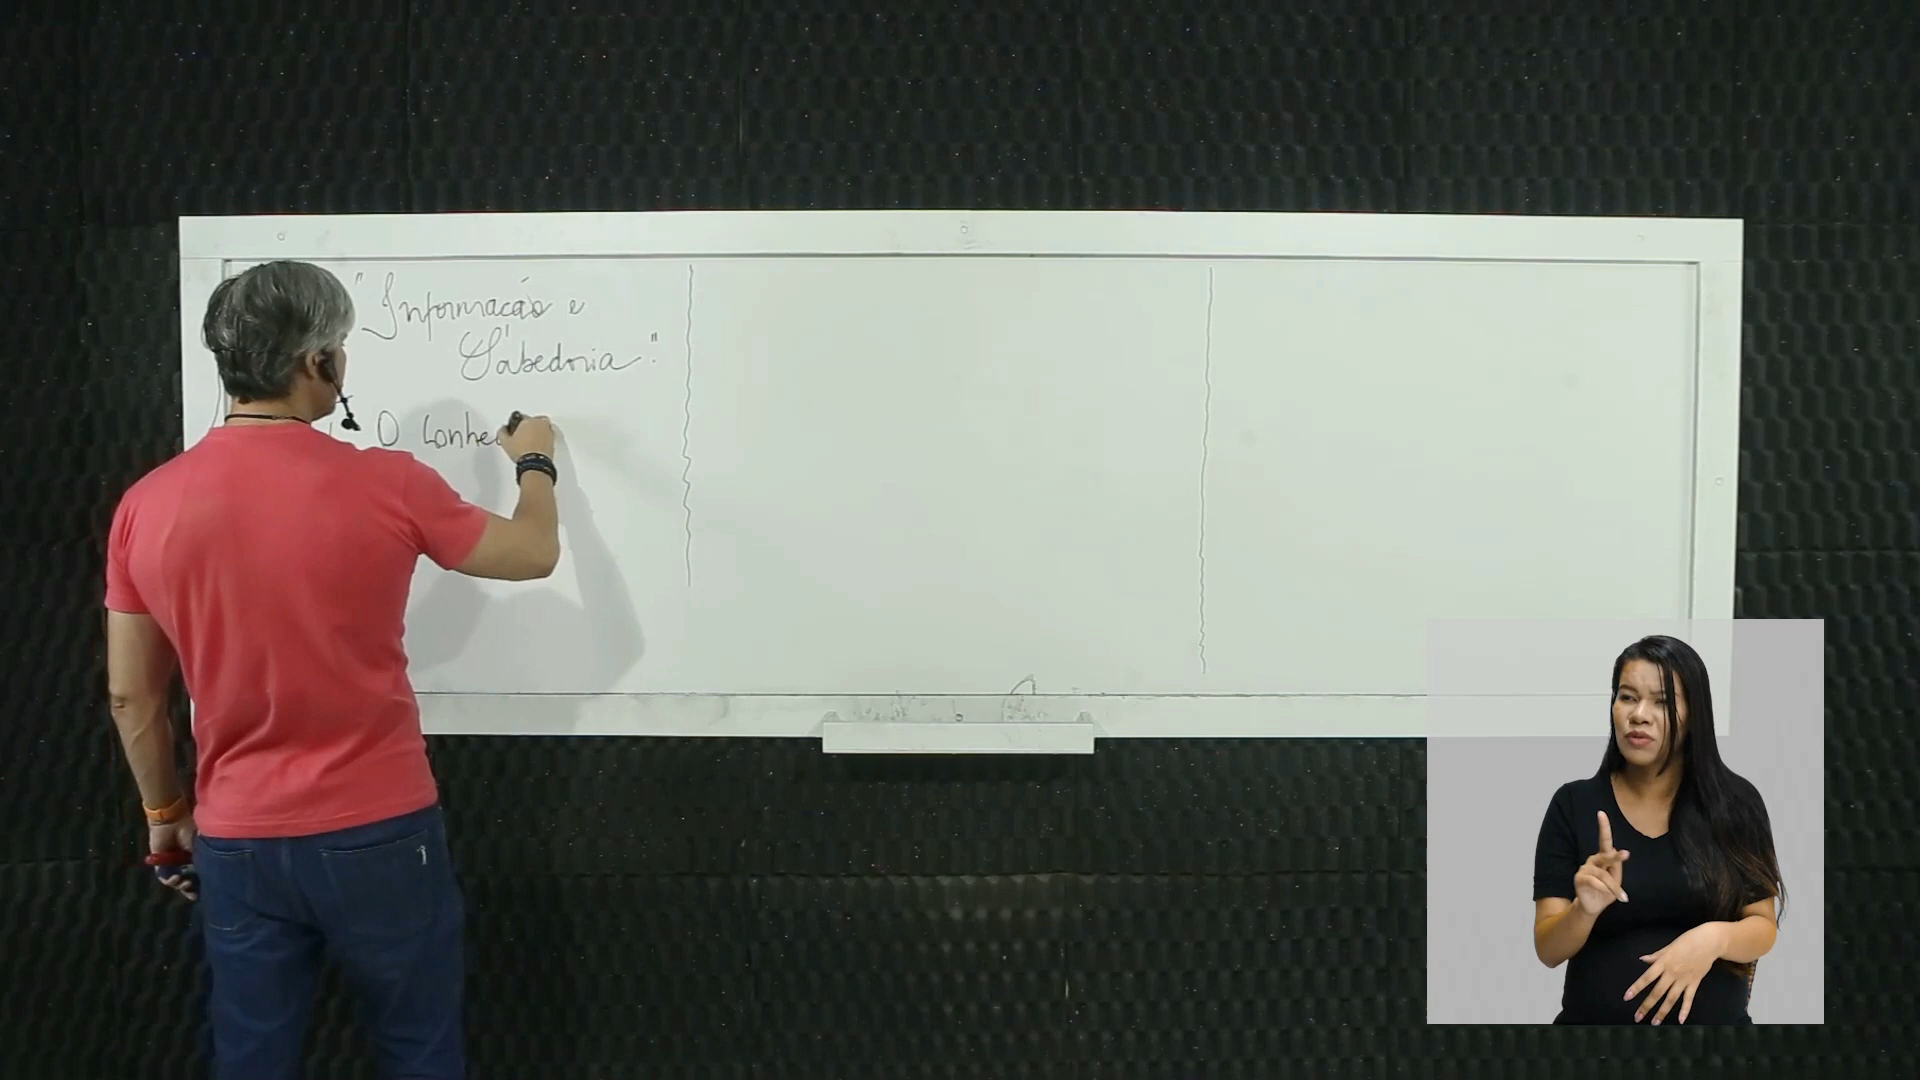 "Informação e
Sabedoria".
O Conhe